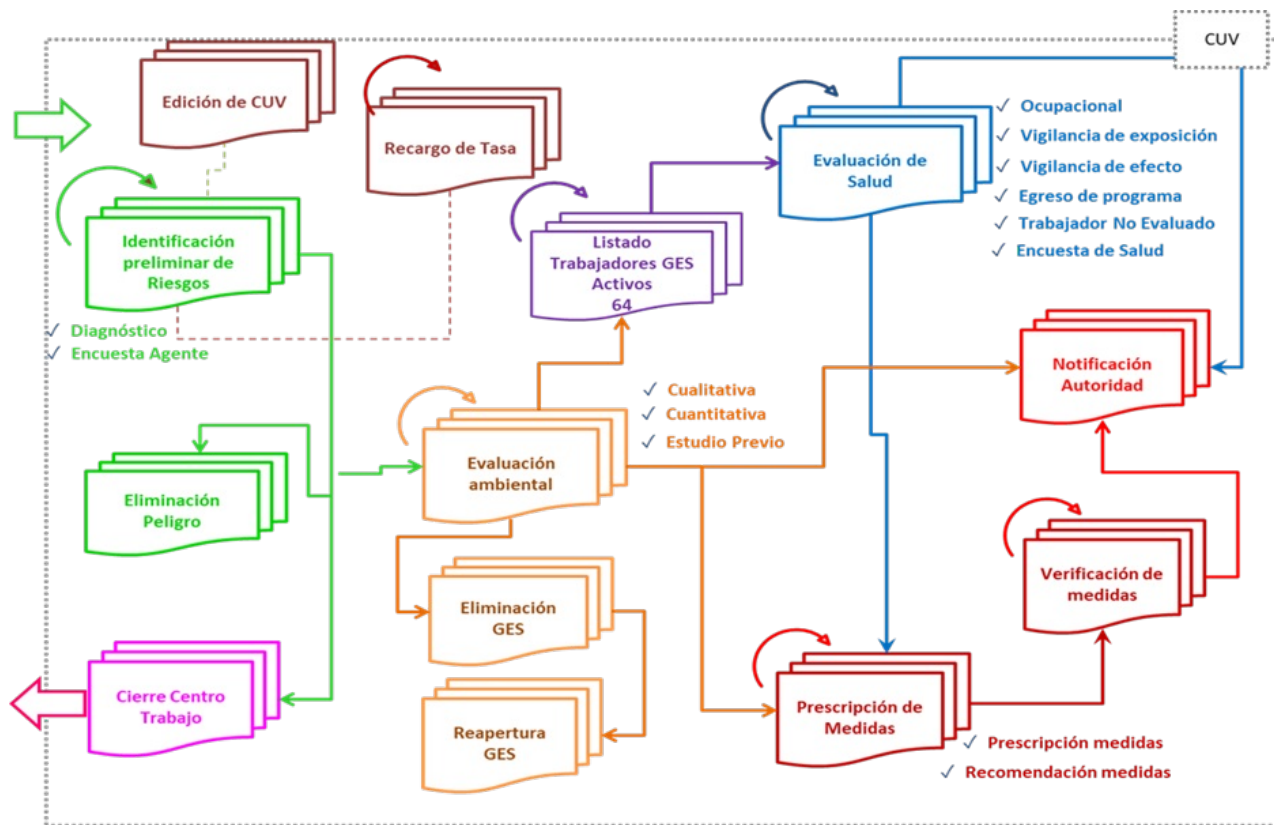 CUV
Edición de CUV
Recargo de Tasa
Evaluación de
Salud
✓ Ocupacional
✓ Vigilancia de exposición
✓ Vigilancia de efecto
✓ Egreso de programa
✓ Trabajador No Evaluado
✓ Encuesta de Salud
Identificación
preliminar de
Riesgos
Listado
Trabajadores GES
Activos
64
✓ Diagnóstico
✓ Encuesta Agente
Notificación
Autoridad
✓ Cualitativa
✓ Cuantitativa
✓ Estudio Previo
Evaluación
ambiental
Eliminación
Peligro
Verificación de
medidas
Eliminación
GES
Cierre Centro
Trabajo
Prescripción de
Medidas
Reapertura
GES
✓ Prescripción medidas
✓ Recomendación medidas